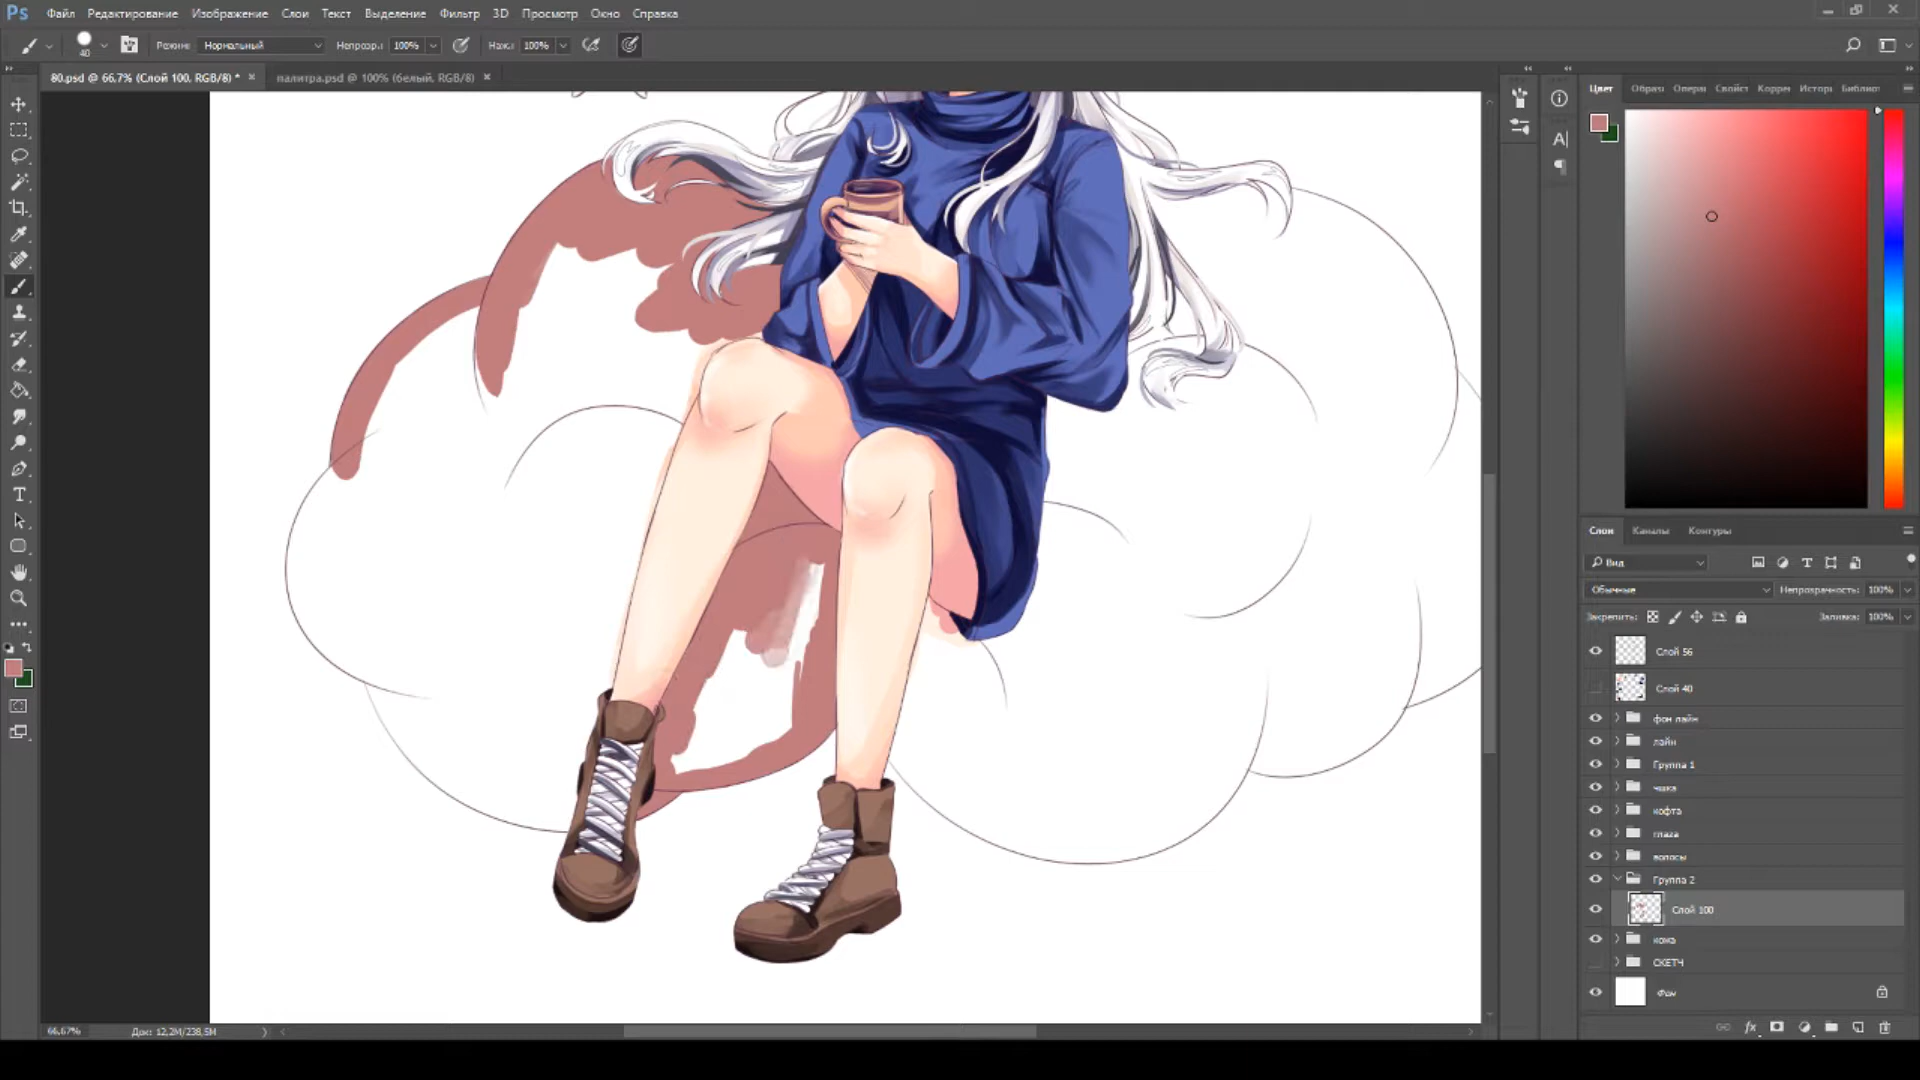 Ps Файл Редактирование Изображение Слои Текст Выделение Фильтр 3D Просмотр Окно Справка
40 Режим: Нормальный Непрозр.: 100% Наж.: 100%
80.psd @ 66,7% (Слой 100, RGB/8) * × палитра.psd @ 100% (белый, RGB/8) ×
Цвет Образц Опера Свойст Коррек Истори Библиот
Слои Каналы Контуры
Вид
Обычные Непрозрачность: 100%
Закрепить: Заливка: 100%
Слой 56
Слой 40
фон лайн
лайн
Группа 1
чашка
кофта
глаза
волосы
Группа 2
Слой 100
кожа
СКЕТЧ
Фон
66,67% Док: 12,2M/238,5M